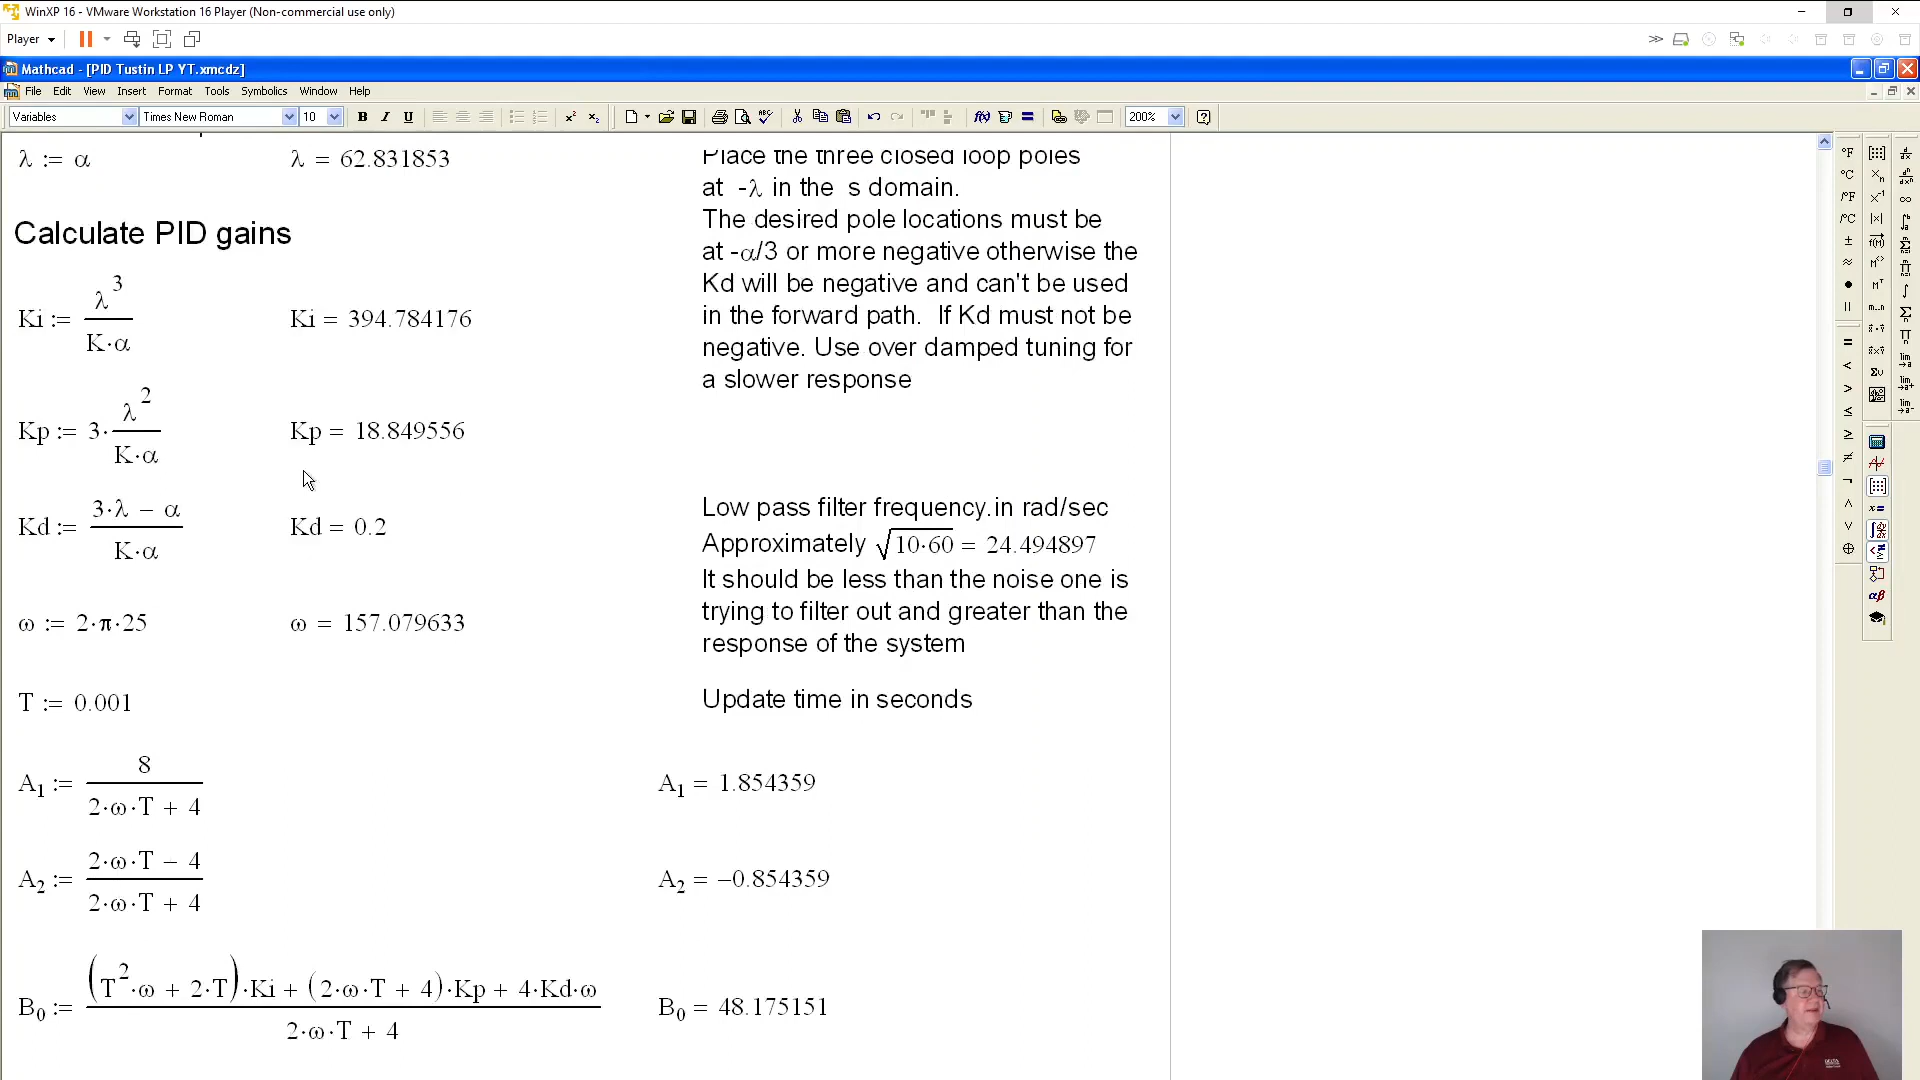 WinXP 16 - VMware Workstation 16 Player (Non-commercial use only)
Player
Mathcad - [PID Tustin LP YT.xmcdz]
File Edit View Insert Format Tools Symbolics Window Help
Variables Times New Roman 10 B I U 200%
λ := α λ = 62.831853
Place the three closed loop poles
at -λ in the s domain.
The desired pole locations must be
at -α/3 or more negative otherwise the
Kd will be negative and can't be used
in the forward path. If Kd must not be
negative. Use over damped tuning for
a slower response
Calculate PID gains
Ki := λ^3 / (K·α) Ki = 394.784176
Kp := 3·λ^2 / (K·α) Kp = 18.849556
Kd := (3·λ − α) / (K·α) Kd = 0.2
Low pass filter frequency.in rad/sec
Approximately √(10·60) = 24.494897
It should be less than the noise one is
trying to filter out and greater than the
response of the system
ω := 2·π·25 ω = 157.079633
T := 0.001 Update time in seconds
A1 := 8 / (2·ω·T + 4) A1 = 1.854359
A2 := (2·ω·T − 4) / (2·ω·T + 4) A2 = −0.854359
B0 := ((T^2·ω + 2·T)·Ki + (2·ω·T + 4)·Kp + 4·Kd·ω) / (2·ω·T + 4) B0 = 48.175151
DELTA